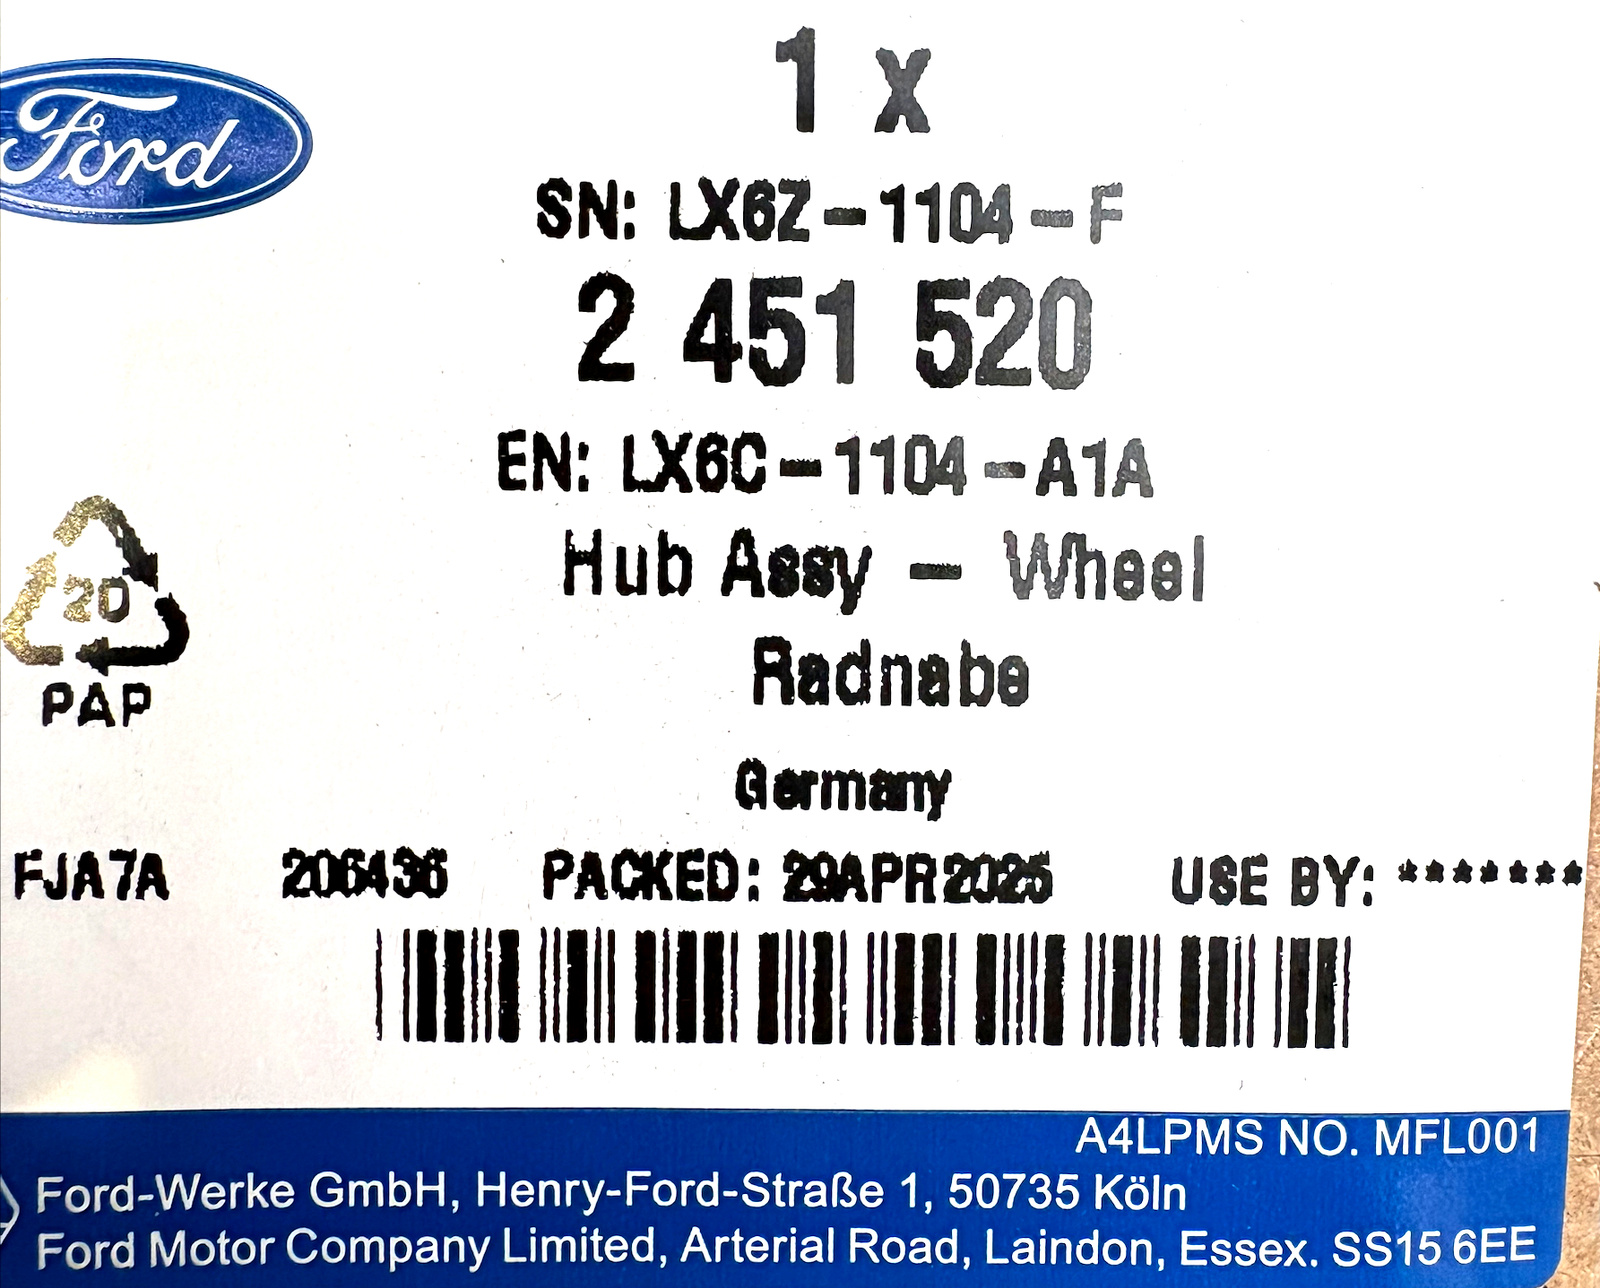 Ford
1 x
SN: LX6Z-1104-F
2 451 520
EN: LX6C-1104-A1A
Hub Assy - Wheel
20
PAP
Radnabe
Germany
FJA7A 206436 PACKED: 29APR2025 USE BY: *******
A4LPMS NO. MFL001
Ford-Werke GmbH, Henry-Ford-Straße 1, 50735 Köln
Ford Motor Company Limited, Arterial Road, Laindon, Essex. SS15 6EE